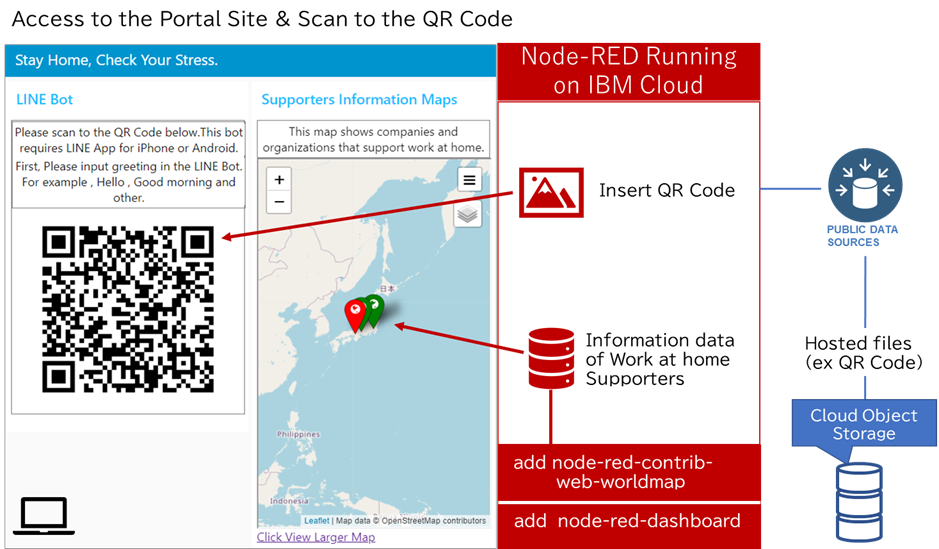 Access to the Portal Site & Scan to the QR Code
Stay Home, Check Your Stress.
LINE Bot
Please scan to the QR Code below.This bot
requires LINE App for iPhone or Android.
First, Please input greeting in the LINE Bot.
For example , Hello , Good morning and
other.
Supporters Information Maps
This map shows companies and
organizations that support work at home.
+
−
日本
Philippines
Indonesia
Leaflet | Map data © OpenStreetMap contributors
Click View Larger Map
Node-RED Running
on IBM Cloud
Insert QR Code
Information data
of Work at home
Supporters
add node-red-contrib-
web-worldmap
add node-red-dashboard
PUBLIC DATA
SOURCES
Hosted files
(ex QR Code)
Cloud Object
Storage